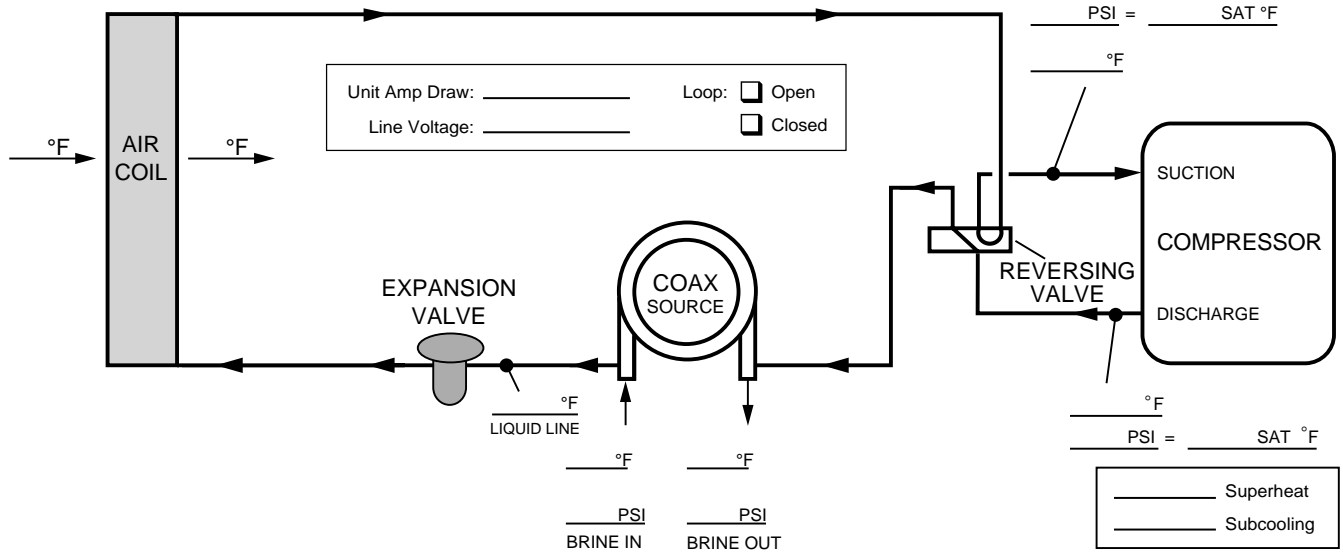 PSI = SAT °F
°F
Unit Amp Draw:
Loop: Open
Line Voltage:
Closed
°F
AIR
COIL
°F
SUCTION
COMPRESSOR
REVERSING
VALVE
DISCHARGE
COAX
SOURCE
EXPANSION
VALVE
°F
LIQUID LINE
°F
PSI = SAT °F
°F
°F
PSI
PSI
BRINE IN
BRINE OUT
Superheat
Subcooling